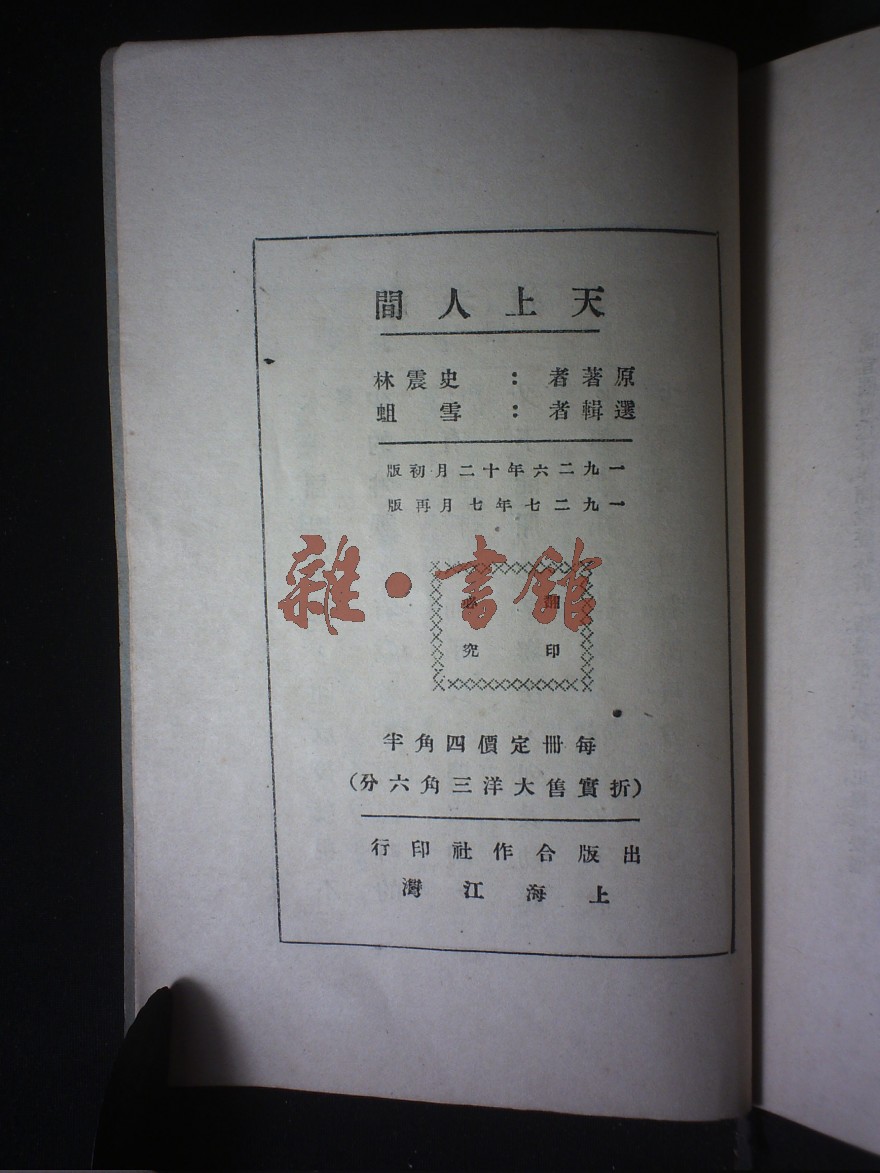 天上人間
原著者：史震林
選輯者：雪蛆
一九二六年十二月初版
一九二七年七月再版
雜·書館
印
究
每冊定價四角半
(折實售大洋三角六分)
出版合作社印行
上海江灣